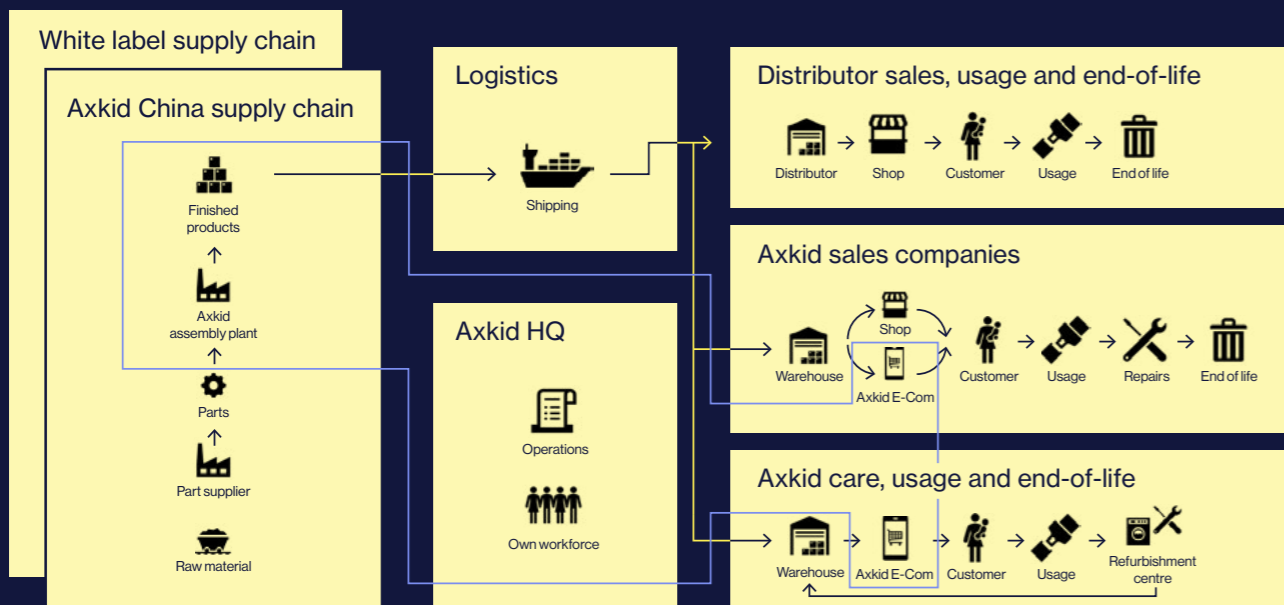 White label supply chain
Axkid China supply chain
Finished
products
Axkid
assembly plant
Parts
Part supplier
Raw material
Logistics
Shipping
Axkid HQ
Operations
Own workforce
Distributor sales, usage and end-of-life
Distributor
Shop
Customer
Usage
End of life
Axkid sales companies
Warehouse
Shop
Axkid E-Com
Customer
Usage
Repairs
End of life
Axkid care, usage and end-of-life
Warehouse
Axkid E-Com
Customer
Usage
Refurbishment
centre